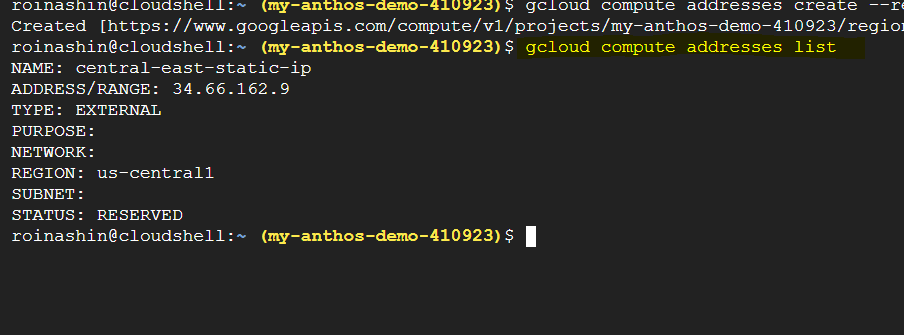 roinashin@cloudshell:~ (my-anthos-demo-410923)$ gcloud compute addresses create --re
Created [https://www.googleapis.com/compute/v1/projects/my-anthos-demo-410923/region
roinashin@cloudshell:~ (my-anthos-demo-410923)$ gcloud compute addresses list
NAME: central-east-static-ip
ADDRESS/RANGE: 34.66.162.9
TYPE: EXTERNAL
PURPOSE:
NETWORK:
REGION: us-central1
SUBNET:
STATUS: RESERVED
roinashin@cloudshell:~ (my-anthos-demo-410923)$